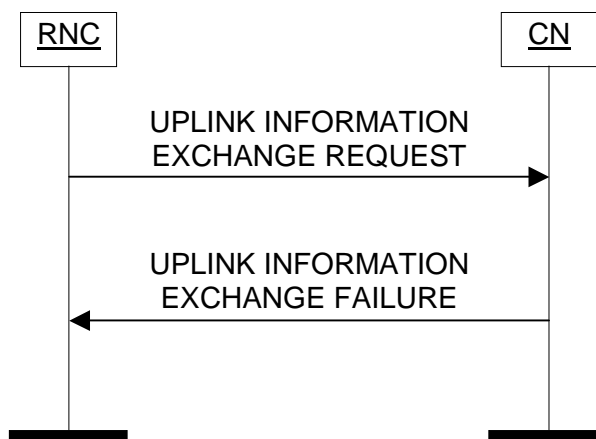 RNC
CN
UPLINK INFORMATION
EXCHANGE REQUEST
UPLINK INFORMATION
EXCHANGE FAILURE